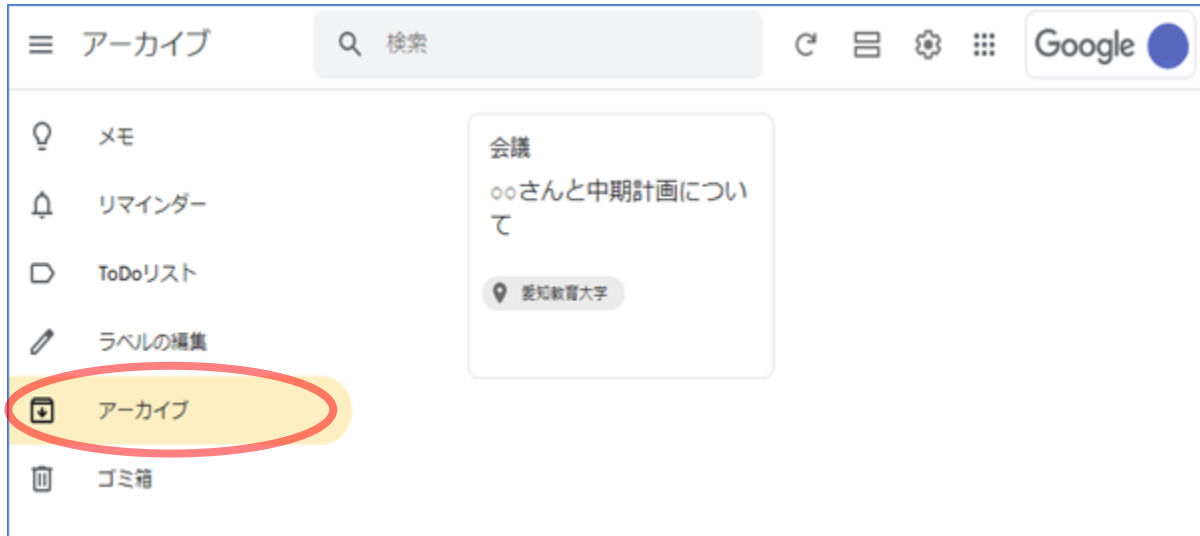 アーカイブ
検索
Google
メモ
リマインダー
ToDoリスト
ラベルの編集
アーカイブ
ゴミ箱
会議
○○さんと中期計画につい
て
愛知教育大学